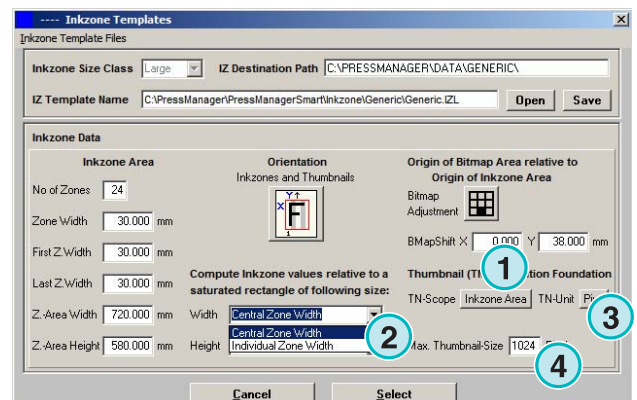 ---- Inkzone Templates
Inkzone Template Files
Inkzone Size Class Large IZ Destination Path C:\PRESSMANAGER\DATA\GENERIC\
IZ Template Name C:\PressManager\PressManagerSmart\Inkzone\Generic\Generic.IZL Open Save
Inkzone Data
Inkzone Area
No of Zones 24
Zone Width 30.000 mm
First Z.Width 30.000 mm
Last Z.Width 30.000 mm
Z.-Area Width 720.000 mm
Z.-Area Height 580.000 mm
Orientation
Inkzones and Thumbnails
X Y F 1
Compute Inkzone values relative to a
saturated rectangle of following size:
Width Central Zone Width
Central Zone Width
Height Individual Zone Width
2
Origin of Bitmap Area relative to
Origin of Inkzone Area
Bitmap
Adjustment
BMapShift X 0.000 Y 38.000 mm
1
Thumbnail Foundation
TN-Scope Inkzone Area TN-Unit
3
Max. Thumbnail-Size 1024
4
Cancel Select